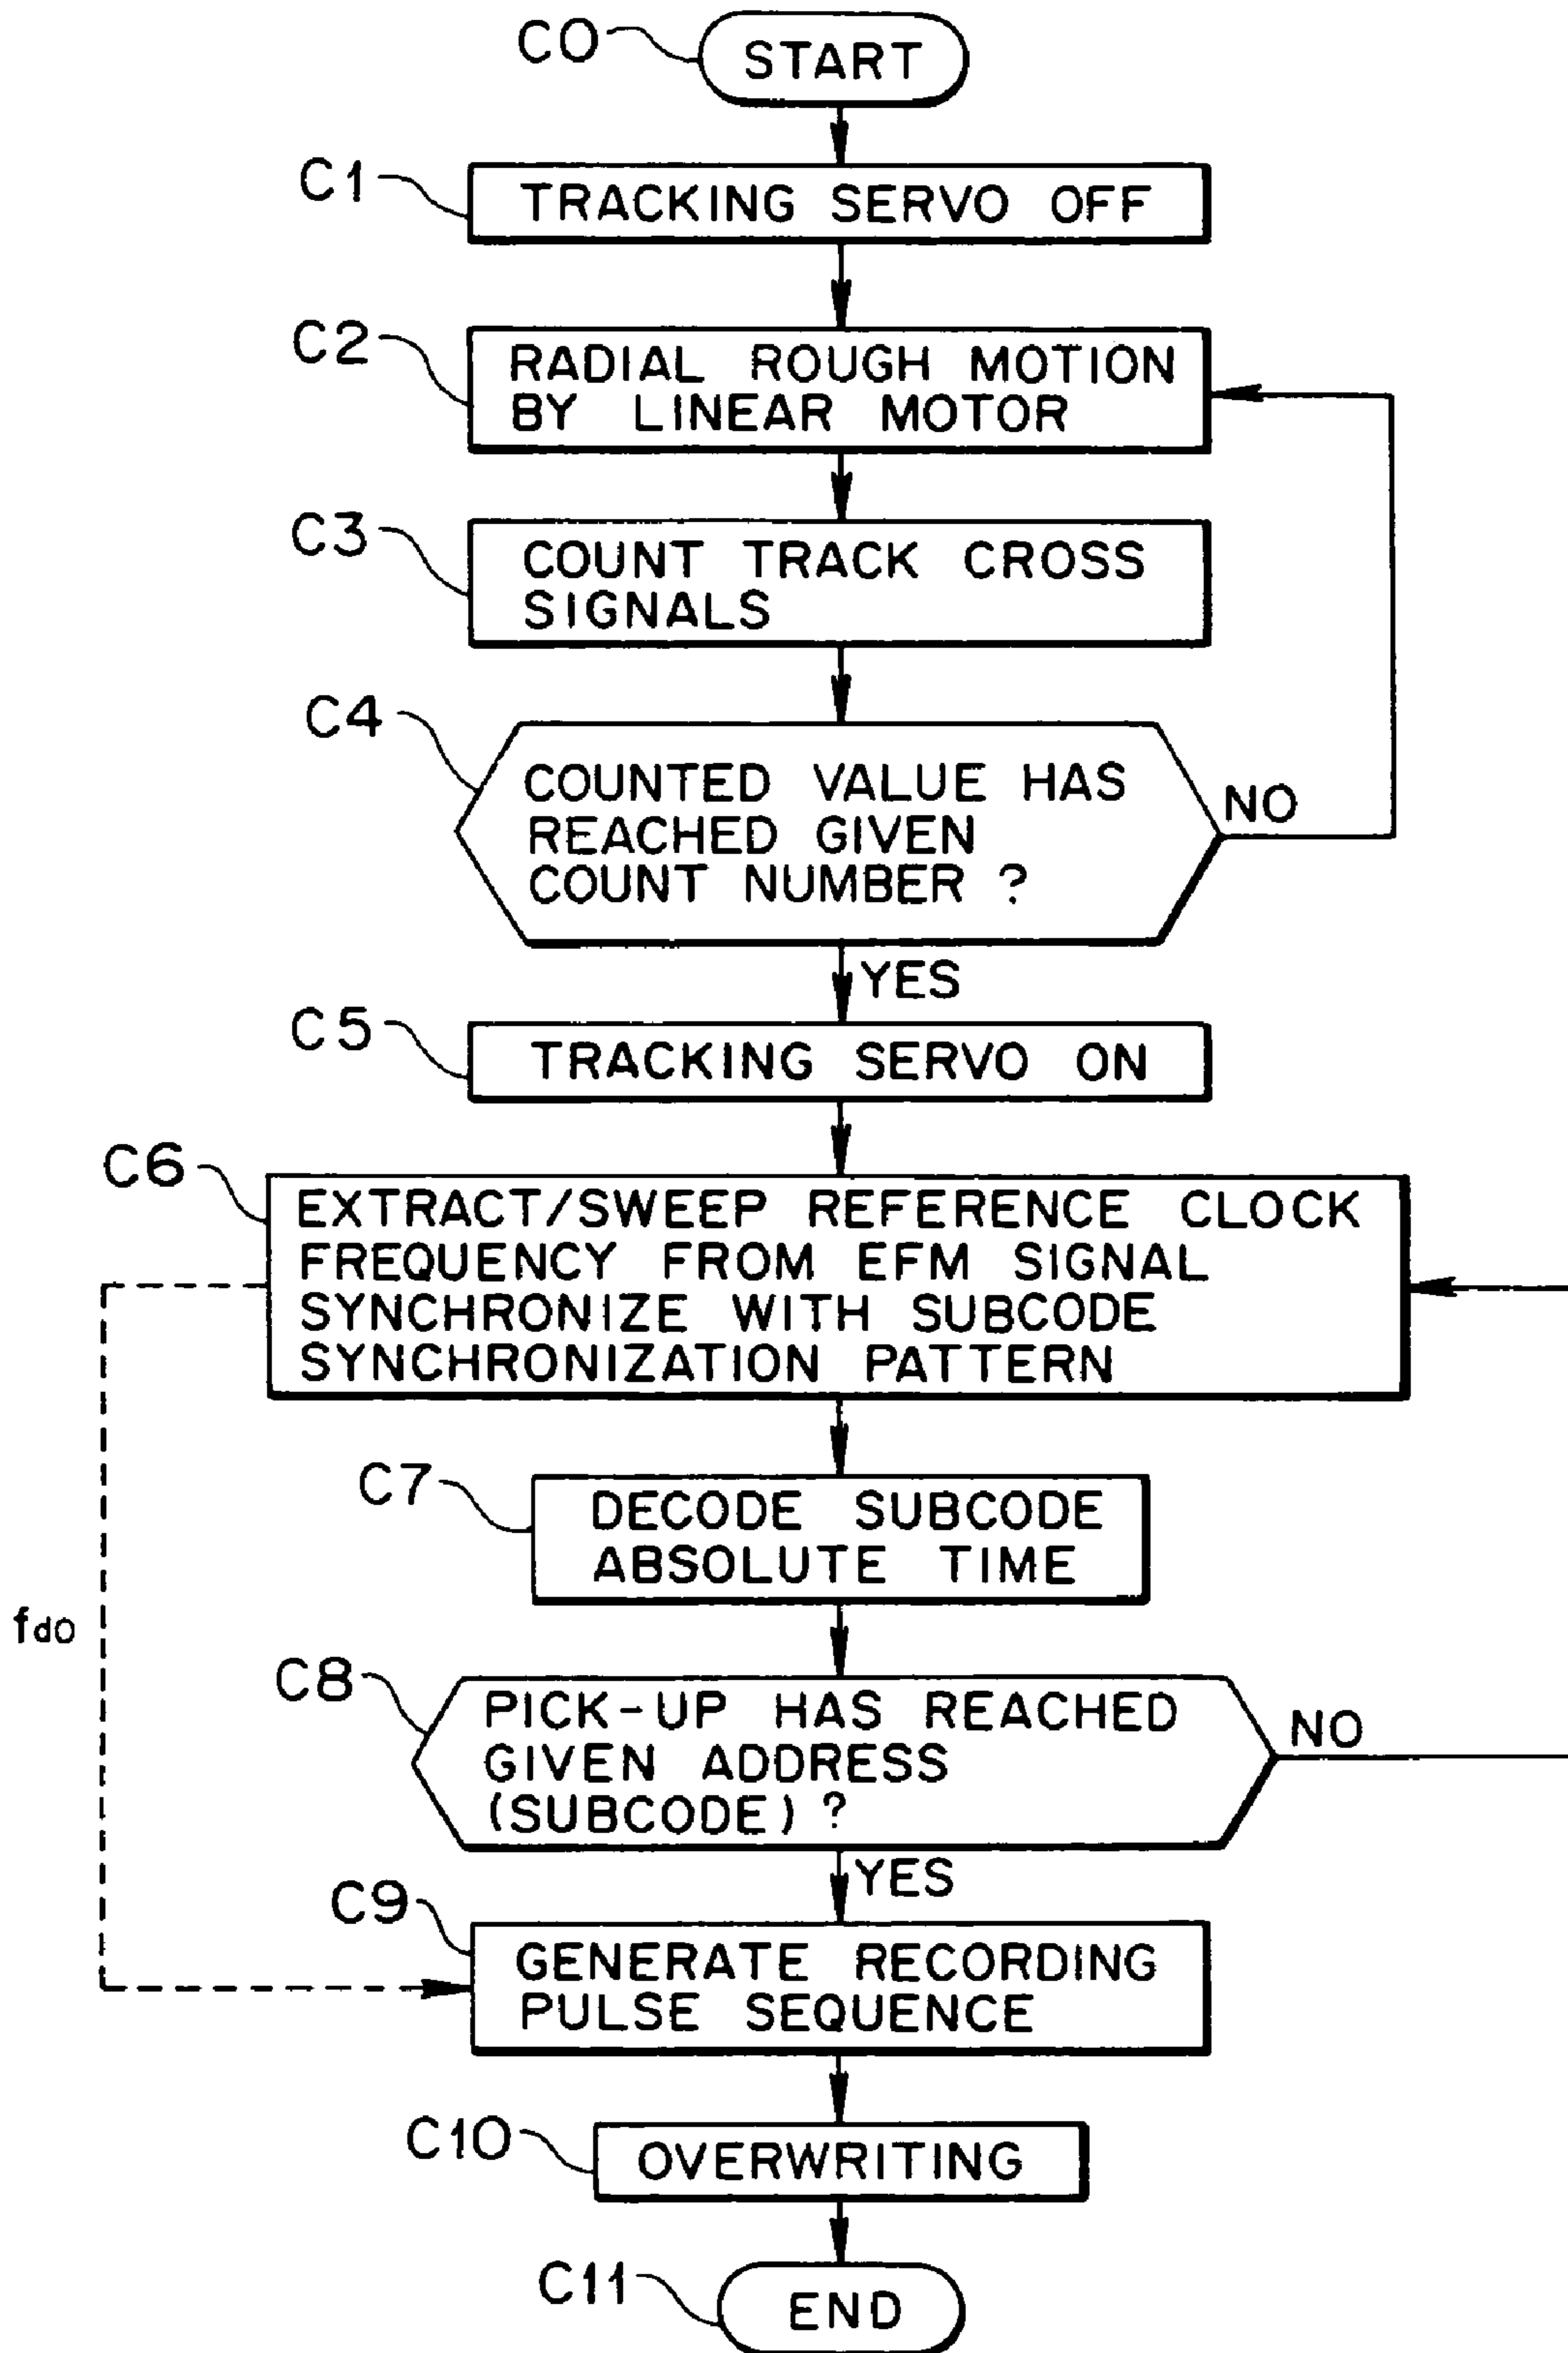 C0
START
C1
TRACKING SERVO OFF
C2
RADIAL ROUGH MOTION
BY LINEAR MOTOR
C3
COUNT TRACK CROSS
SIGNALS
C4
COUNTED VALUE HAS
REACHED GIVEN
COUNT NUMBER ?
NO
YES
C5
TRACKING SERVO ON
C6
EXTRACT/SWEEP REFERENCE CLOCK
FREQUENCY FROM EFM SIGNAL
SYNCHRONIZE WITH SUBCODE
SYNCHRONIZATION PATTERN
C7
DECODE SUBCODE
ABSOLUTE TIME
fd0
C8
PICK-UP HAS REACHED
GIVEN ADDRESS
(SUBCODE) ?
NO
YES
C9
GENERATE RECORDING
PULSE SEQUENCE
C10
OVERWRITING
C11
END